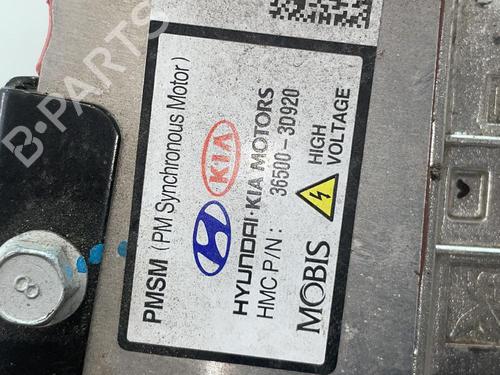 PMSM (PM Synchronous Motor)
KIA
HYUNDAI·KIA MOTORS
HMC P/N : 36500-3D920
MOBIS
HIGH
VOLTAGE
8
B-PARTS